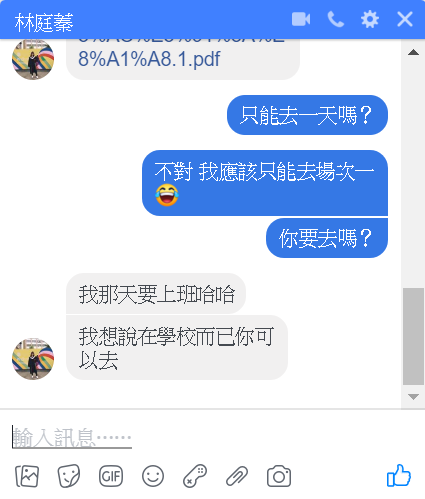 林庭蓁
8%A1%A8.1.pdf
只能去一天嗎？
不對 我應該只能去場次一
😂
你要去嗎？
我那天要上班哈哈
我想說在學校而已你可
以去
輸入訊息……
GIF